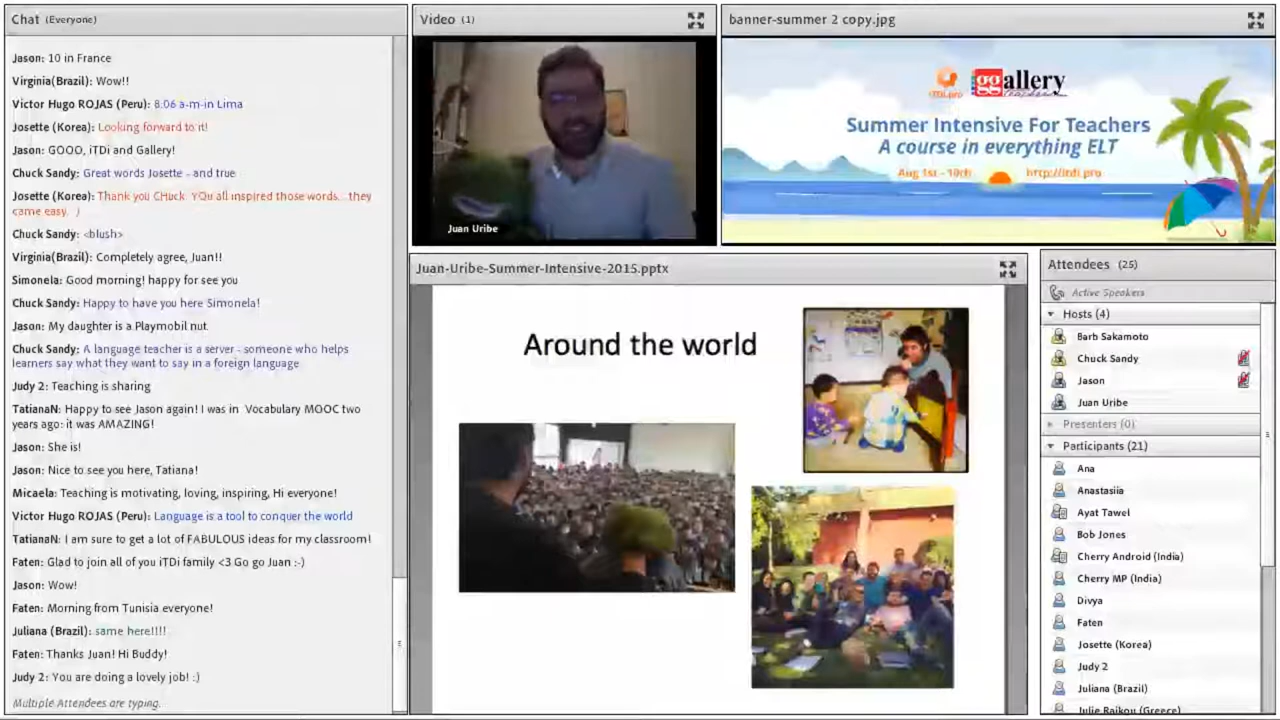 Chat (Everyone)
Jason: 10 in France
Virginia(Brazil): Wow!!
Victor Hugo ROJAS (Peru): 8:06 a-m-in Lima
Josette (Korea): Looking forward to it!
Jason: GOOO, iTDi and Gallery!
Chuck Sandy: Great words Josette - and true
Josette (Korea): Thank you CHuck. YOu all inspired those words... they
came easy. :)
Chuck Sandy: <blush>
Virginia(Brazil): Completely agree, Juan!!
Simonela: Good morning! happy for see you
Chuck Sandy: Happy to have you here Simonela!
Jason: My daughter is a Playmobil nut.
Chuck Sandy: A language teacher is a server - someone who helps
learners say what they want to say in a foreign language
Judy 2: Teaching is sharing
TatianaN: Happy to see Jason again! I was in Vocabulary MOOC two
years ago: it was AMAZING!
Jason: She is!
Jason: Nice to see you here, Tatiana!
Micaela: Teaching is motivating, loving, inspiring, Hi everyone!
Victor Hugo ROJAS (Peru): Language is a tool to conquer the world
TatianaN: I am sure to get a lot of FABULOUS ideas for my classroom!
Faten: Glad to join all of you iTDi family <3 Go go Juan :-)
Jason: Wow!
Faten: Morning from Tunisia everyone!
Juliana (Brazil): same here!!!!
Faten: Thanks Juan! Hi Buddy!
Judy 2: You are doing a lovely job! :)
Multiple Attendees are typing.
Video (1)
Juan Uribe
banner-summer 2 copy.jpg
iTDi.pro ggallery
teachers
Summer Intensive For Teachers
A course in everything ELT
Aug 1st - 10th http://itdi.pro
Juan-Uribe-Summer-Intensive-2015.pptx
Around the world
Attendees (25)
Active Speakers
Hosts (4)
Barb Sakamoto
Chuck Sandy
Jason
Juan Uribe
Presenters (0)
Participants (21)
Ana
Anastasiia
Ayat Tawel
Bob Jones
Cherry Android (India)
Cherry MP (India)
Divya
Faten
Josette (Korea)
Judy 2
Juliana (Brazil)
Julie Raikou (Greece)